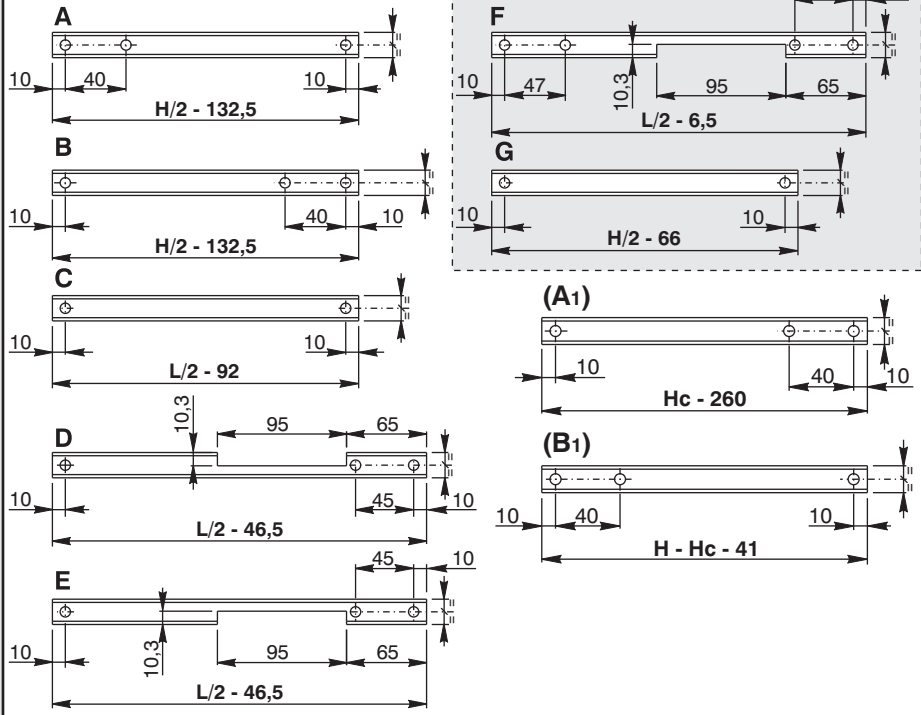 A
10 40 10
H/2 - 132,5
B
10 40 10
H/2 - 132,5
C
10 10
L/2 - 92
D
10,3 95 65
10 45 10
L/2 - 46,5
E
45 10
10 10,3 95 65
L/2 - 46,5
F
10 47 10,3 95 65
L/2 - 6,5
G
10 10
H/2 - 66
(A1)
10 40 10
Hc - 260
(B1)
10 40 10
H - Hc - 41